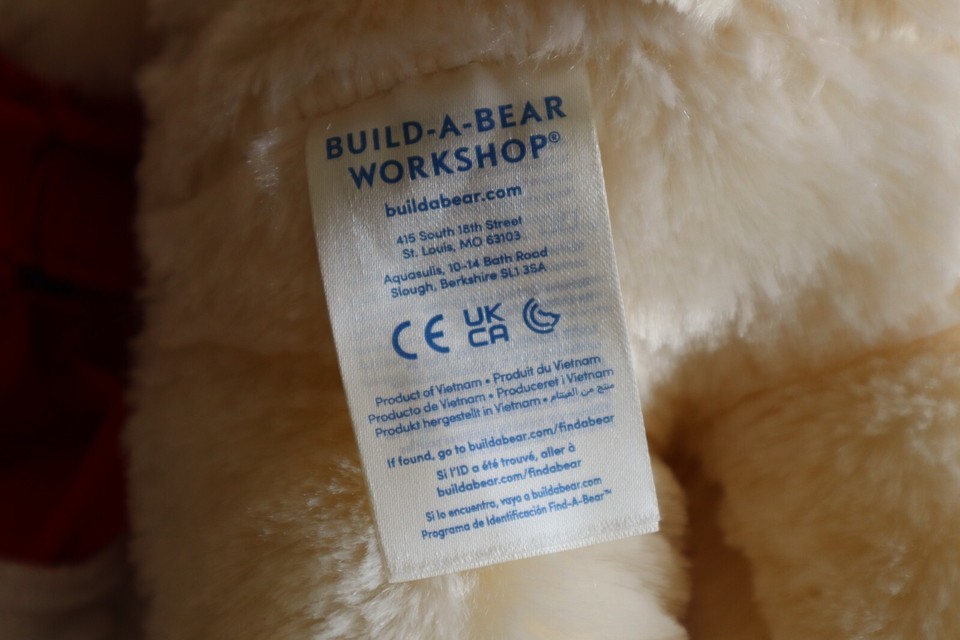 BUILD-A-BEAR
WORKSHOP®
buildabear.com
415 South 18th Street
St. Louis, MO 63103
Aquasulis, 10-14 Bath Road
Slough, Berkshire SL1 3SA
CE UK
CA
Product of Vietnam • Produit du Vietnam
Producto de Vietnam • Produceret i Vietnam
Produkt hergestellt in Vietnam • منتج من الفيتنام
If found, go to buildabear.com/findabear
Si l'ID a été trouvé, aller à
buildabear.com/findabear
Si lo encuentra, vaya a buildabear.com
Programa de Identificación Find-A-Bear™